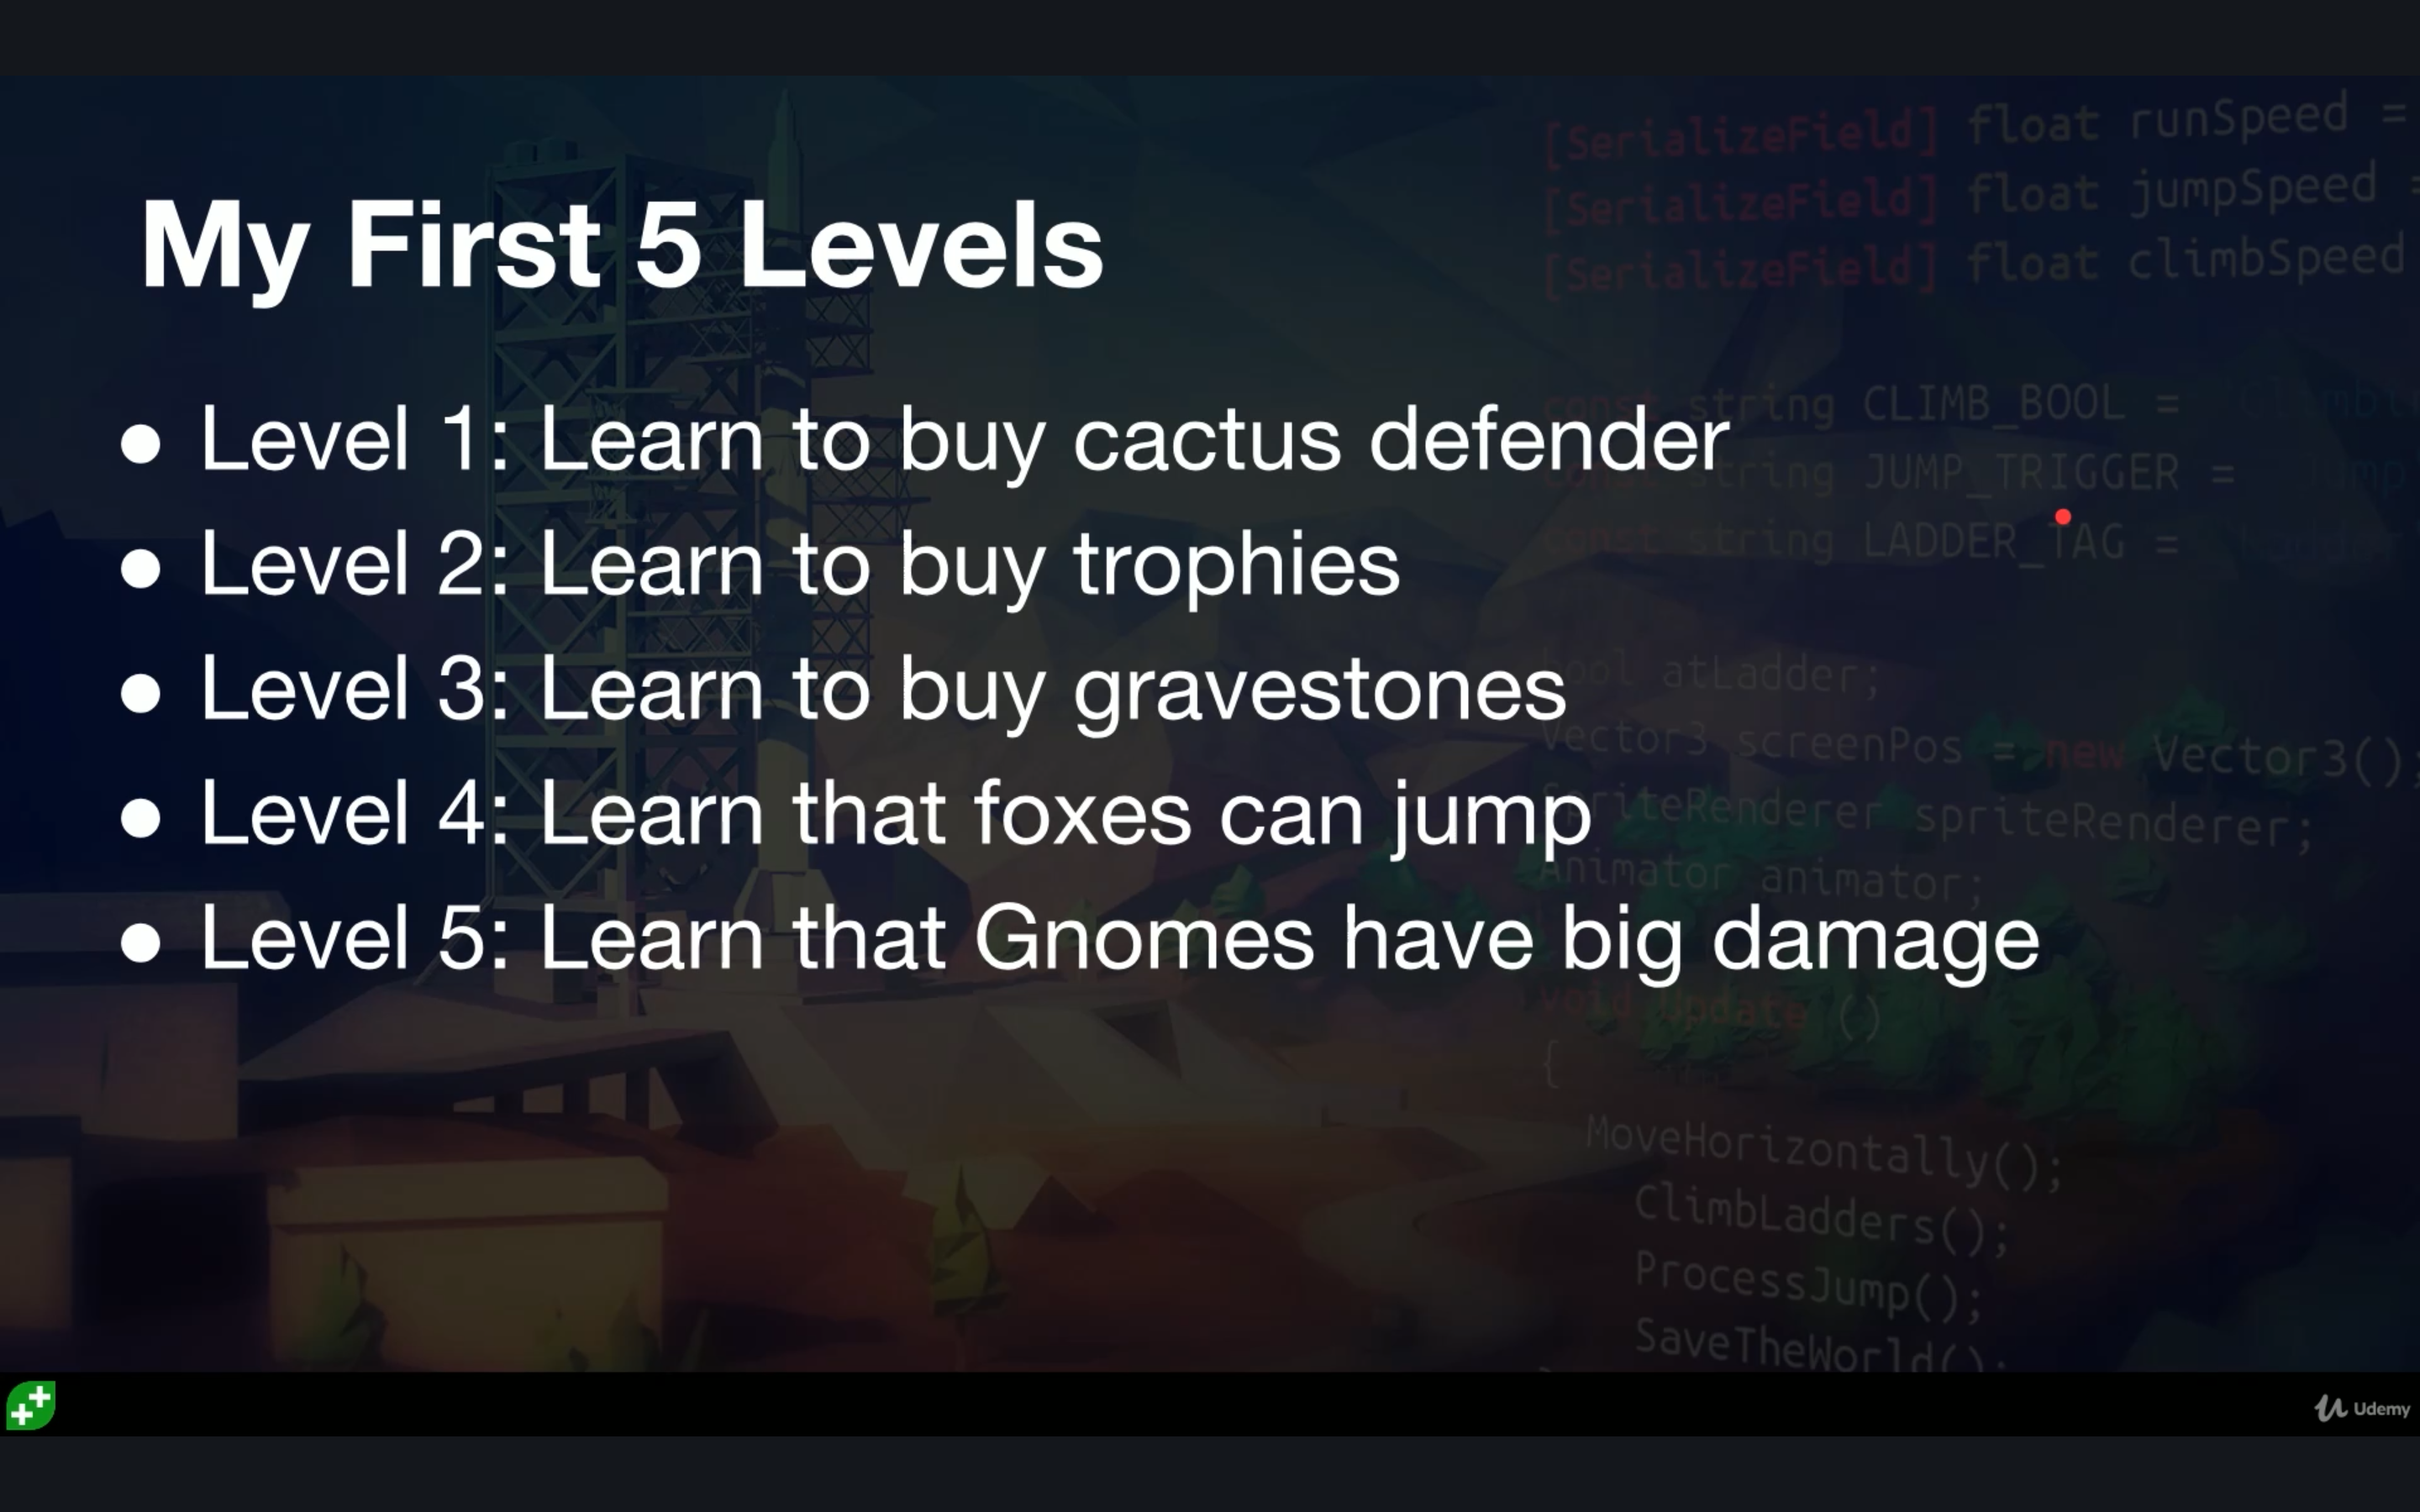 My First 5 Levels
• Level 1: Learn to buy cactus defender
• Level 2: Learn to buy trophies
• Level 3: Learn to buy gravestones
• Level 4: Learn that foxes can jump
• Level 5: Learn that Gnomes have big damage
[SerializeField] float runSpeed =
[SerializeField] float jumpSpeed =
[SerializeField] float climbSpeed
const string CLIMB_BOOL =
const string JUMP_TRIGGER =
const string LADDER_TAG =
bool atLadder;
Vector3 screenPos = new Vector3();
SpriteRenderer spriteRenderer;
Animator animator;
void Update ()
{
MoveHorizontally();
ClimbLadders();
ProcessJump();
SaveTheWorld();
Udemy